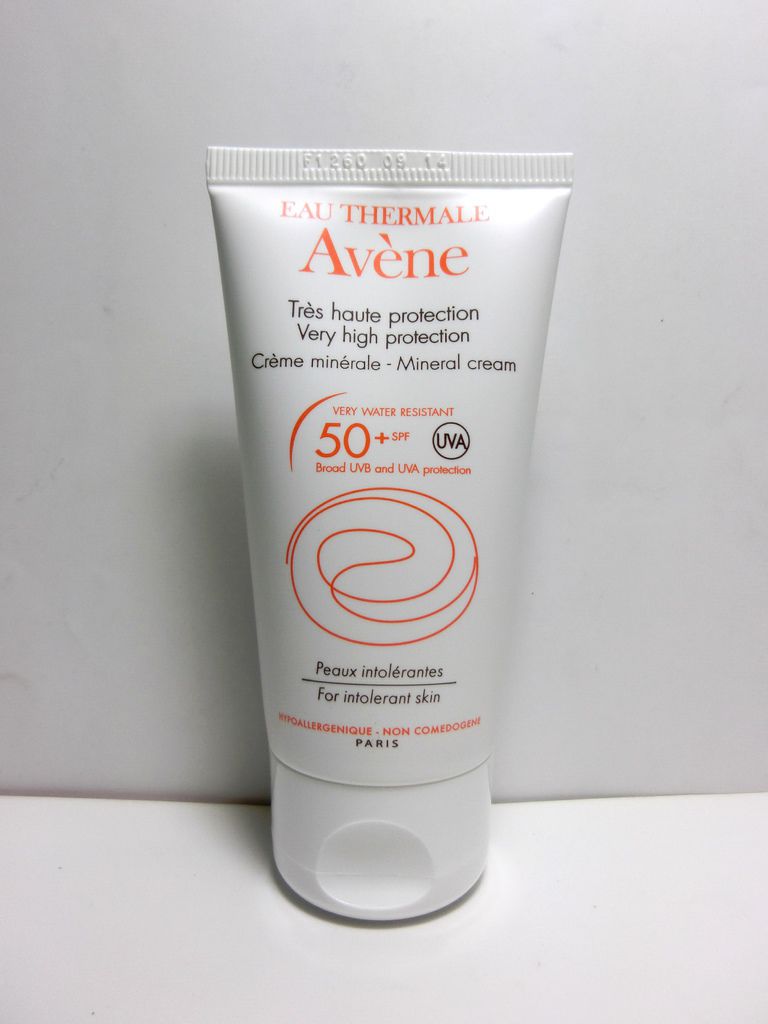 F1260 09 14
EAU THERMALE
Avène
Très haute protection
Very high protection
Crème minérale - Mineral cream
VERY WATER RESISTANT
50+ SPF UVA
Broad UVB and UVA protection
Peaux intolérantes
For intolerant skin
HYPOALLERGENIQUE - NON COMEDOGENE
PARIS